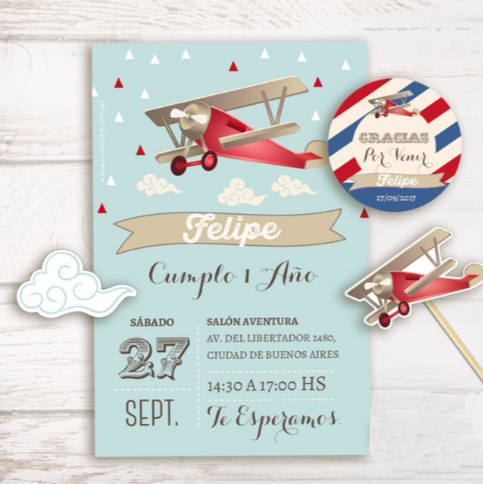 Felipe
Cumplo 1 Año
SÁBADO
27
SEPT.
SALÓN AVENTURA
AV. DEL LIBERTADOR 2480,
CIUDAD DE BUENOS AIRES
14:30 A 17:00 HS
Te Esperamos.
GRACIAS
Por Venir
Felipe
27/09/2017